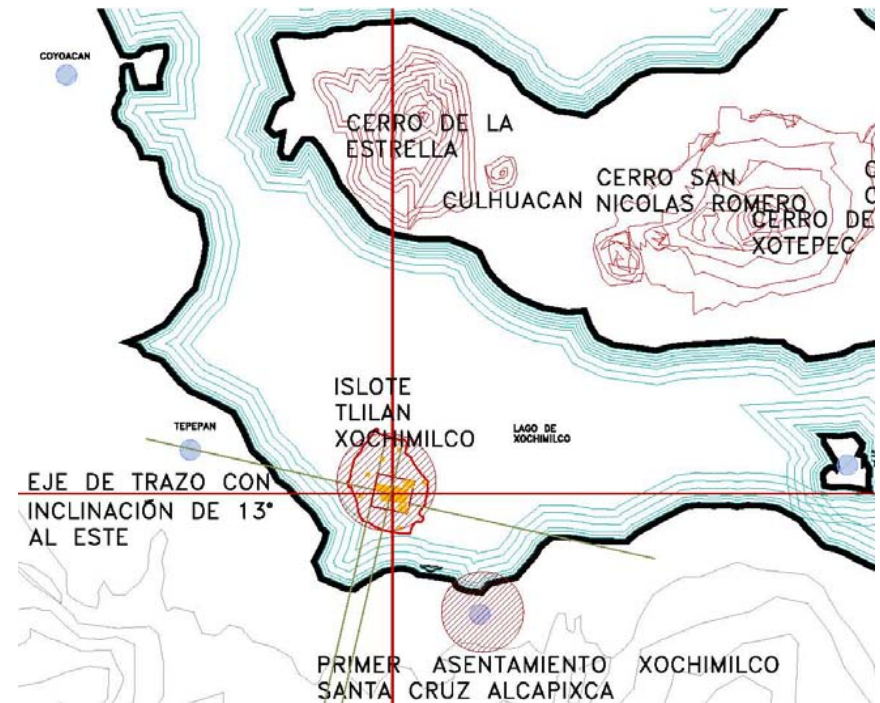 COYOACAN
CERRO DE LA
ESTRELLA
CULHUACAN
CERRO SAN
NICOLAS ROMERO
CERRO DE
XOTEPEC
ISLOTE
TLILAN
XOCHIMILCO
LAGO DE
XOCHIMILCO
TEPEPAN
EJE DE TRAZO CON
INCLINACIÓN DE 13°
AL ESTE
PRIMER ASENTAMIENTO XOCHIMILCO
SANTA CRUZ ALCAPIXCA